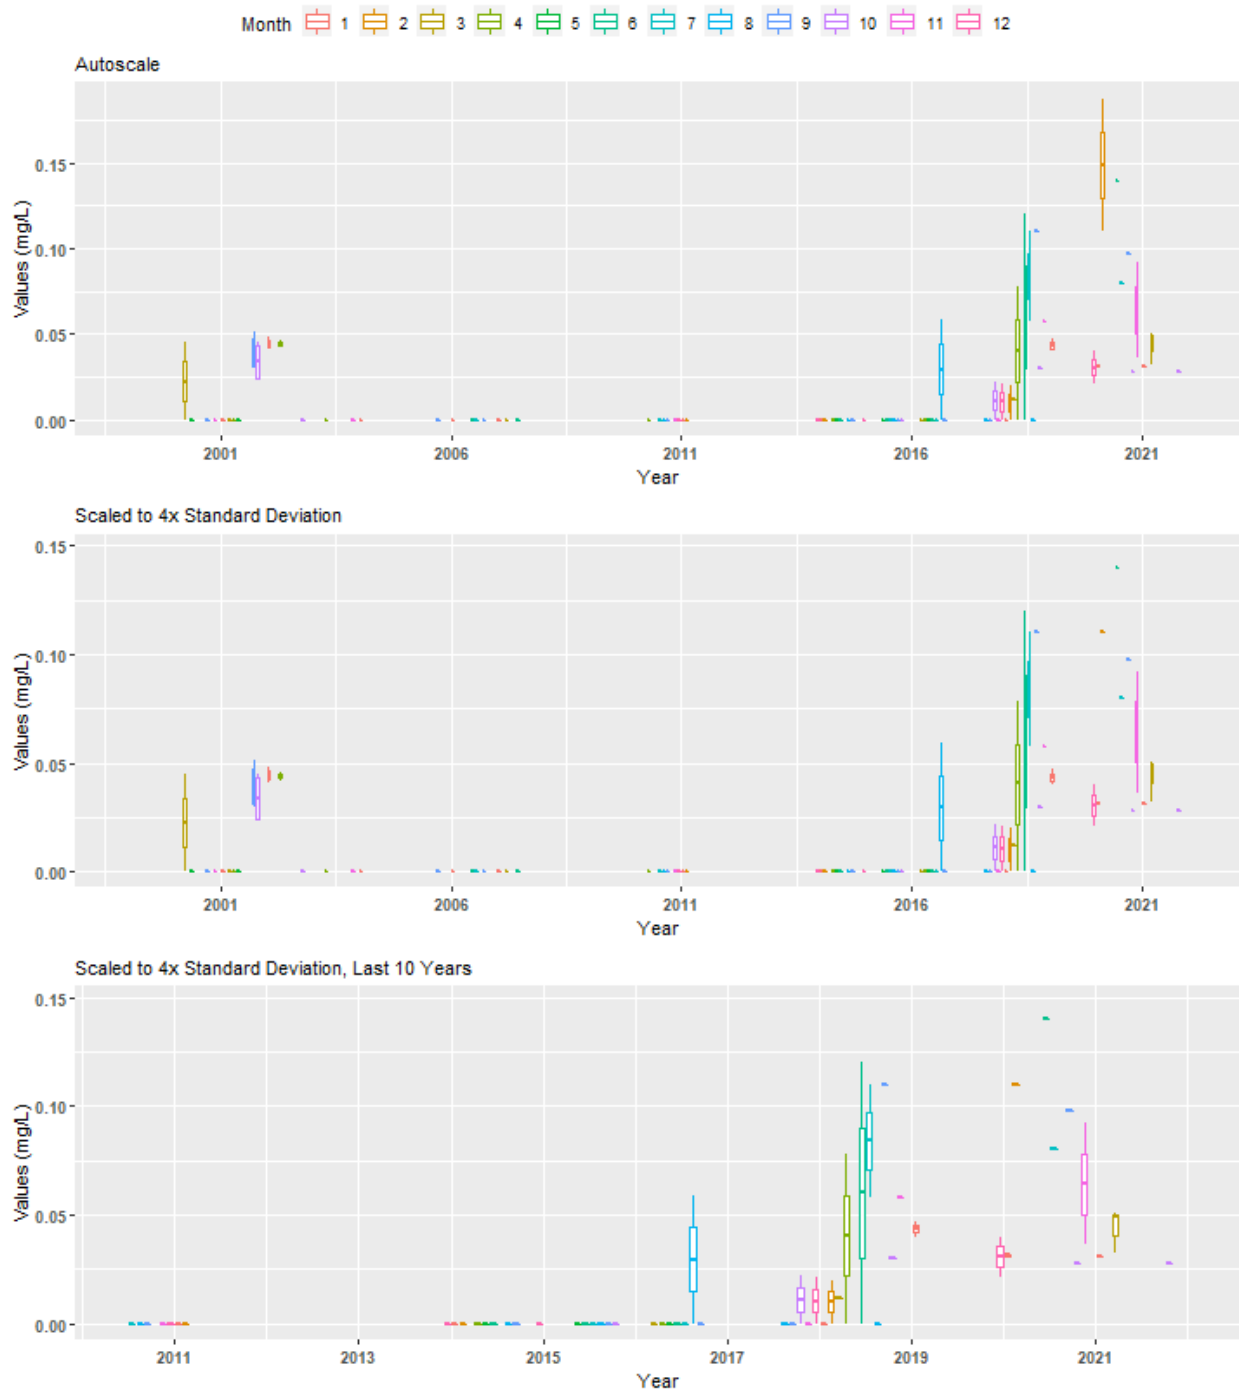 Month 1 2 3 4 5 6 7 8 9 10 11 12
Autoscale
Values (mg/L)
0.15
0.10
0.05
0.00
2001 2006 2011 2016 2021
Year
Scaled to 4x Standard Deviation
Values (mg/L)
0.15
0.10
0.05
0.00
2001 2006 2011 2016 2021
Year
Scaled to 4x Standard Deviation, Last 10 Years
Values (mg/L)
0.15
0.10
0.05
0.00
2011 2013 2015 2017 2019 2021
Year